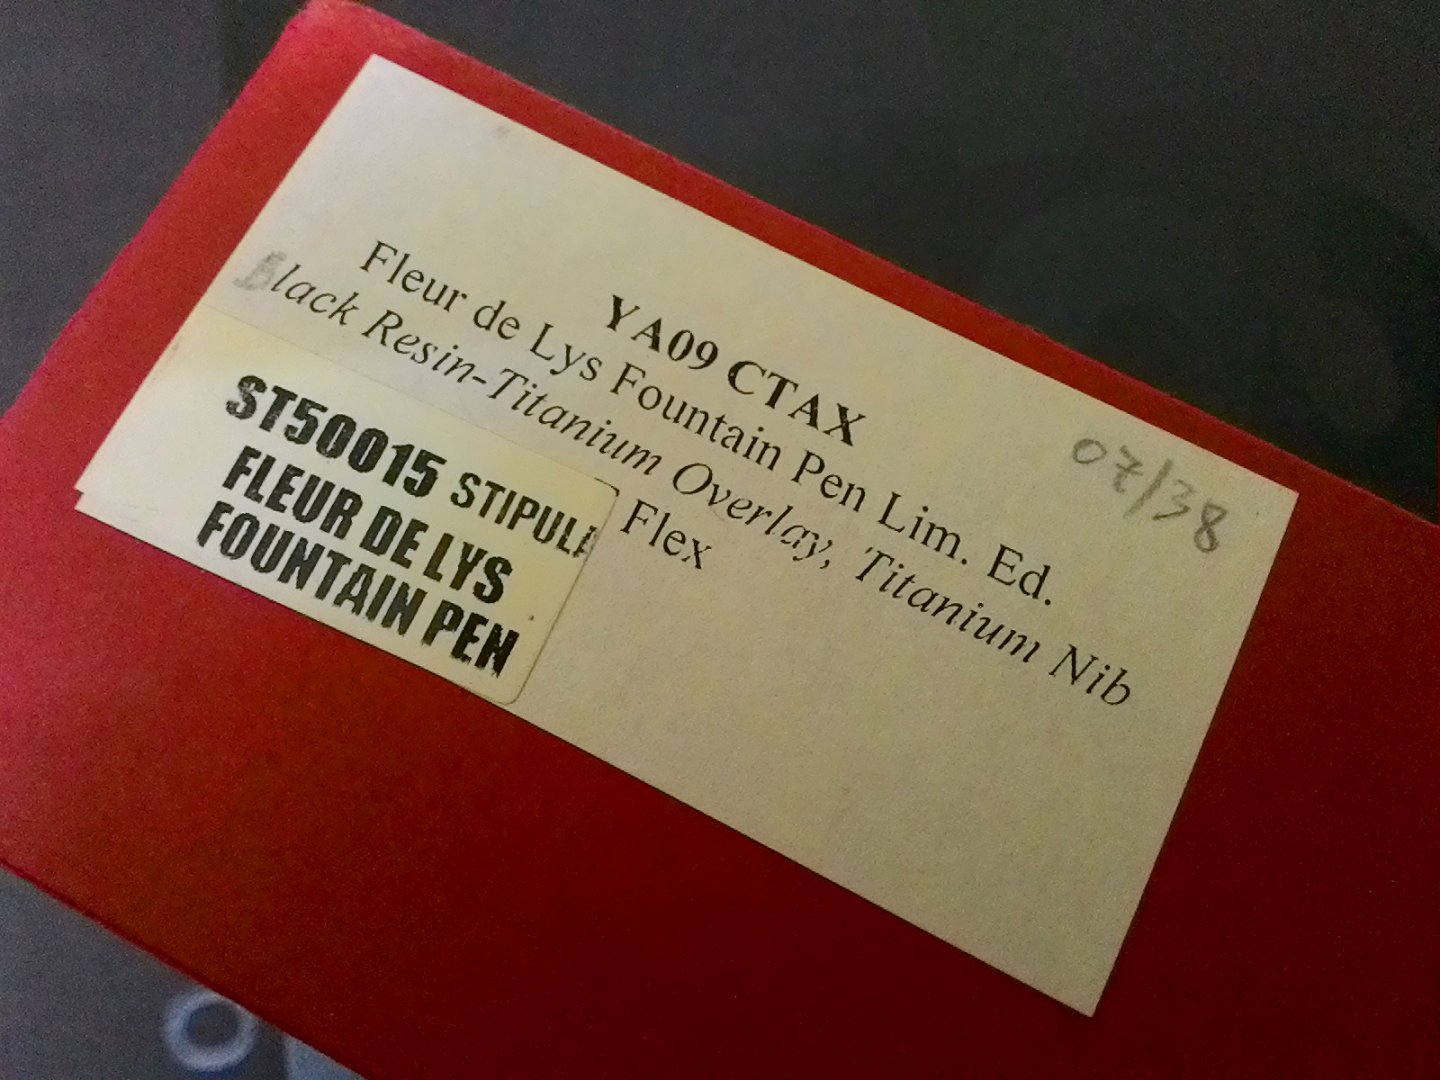 YA09 CTAX
Fleur de Lys Fountain Pen Lim. Ed.
Black Resin-Titanium Overlay, Titanium Nib
Flex
07/38
ST50015 STIPULA
FLEUR DE LYS
FOUNTAIN PEN